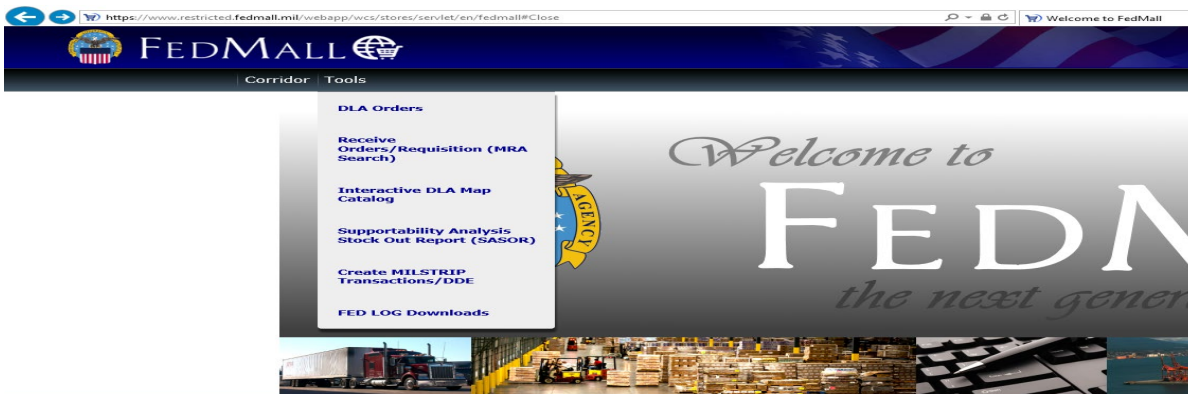 https://www.restricted.fedmall.mil/webapp/wcs/stores/servlet/en/fedmall#Close
Welcome to FedMall
FEDMALL
Corridor Tools
DLA Orders
Receive
Orders/Requisition (MRA
Search)
Interactive DLA Map
Catalog
Supportability Analysis
Stock Out Report (SASOR)
Create MILSTRIP
Transactions/DDE
FED LOG Downloads
AGENCY
Welcome to
FEDM
the next gener